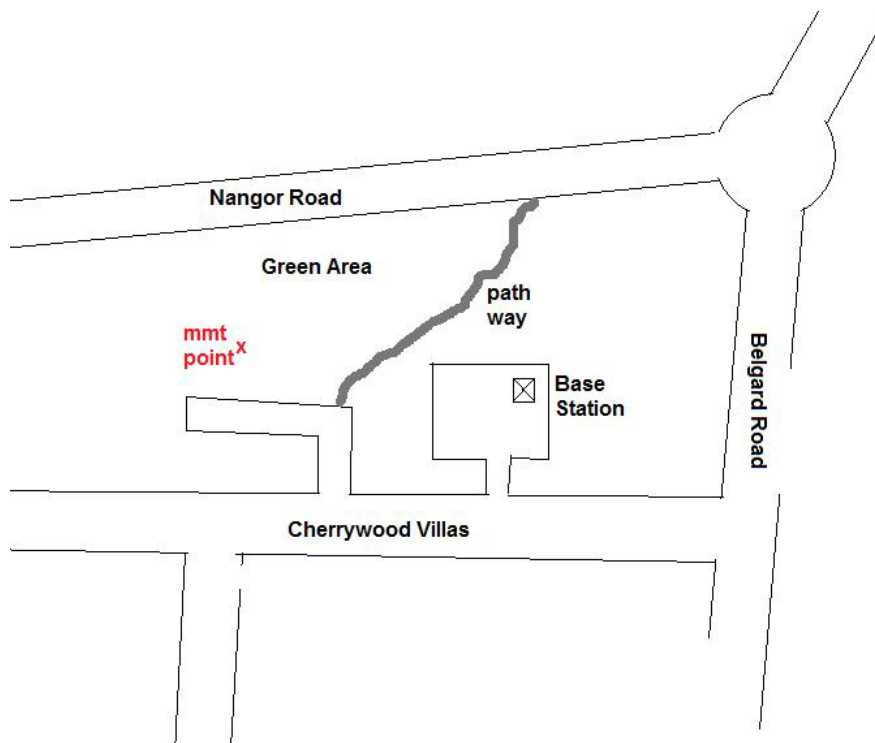 Nangor Road
Green Area
path
way
mmt
point x
Base
Station
Belgard Road
Cherrywood Villas